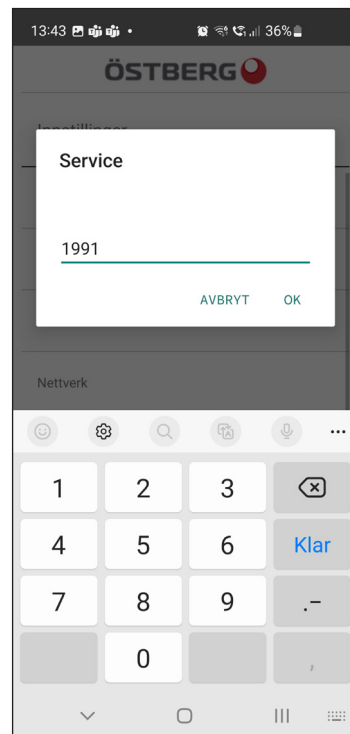 13:43 36%
ÖSTBERG
Innstillinger
Service
1991
AVBRYT OK
Nettverk
1 2 3
4 5 6 Klar
7 8 9 .-
0 ,